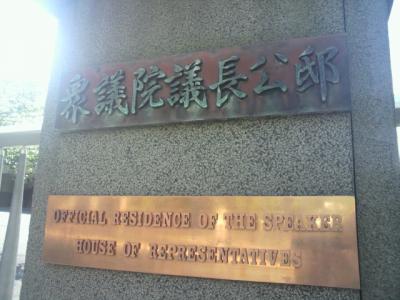 衆議院議長公邸
OFFICIAL RESIDENCE OF THE SPEAKER
HOUSE OF REPRESENTATIVES